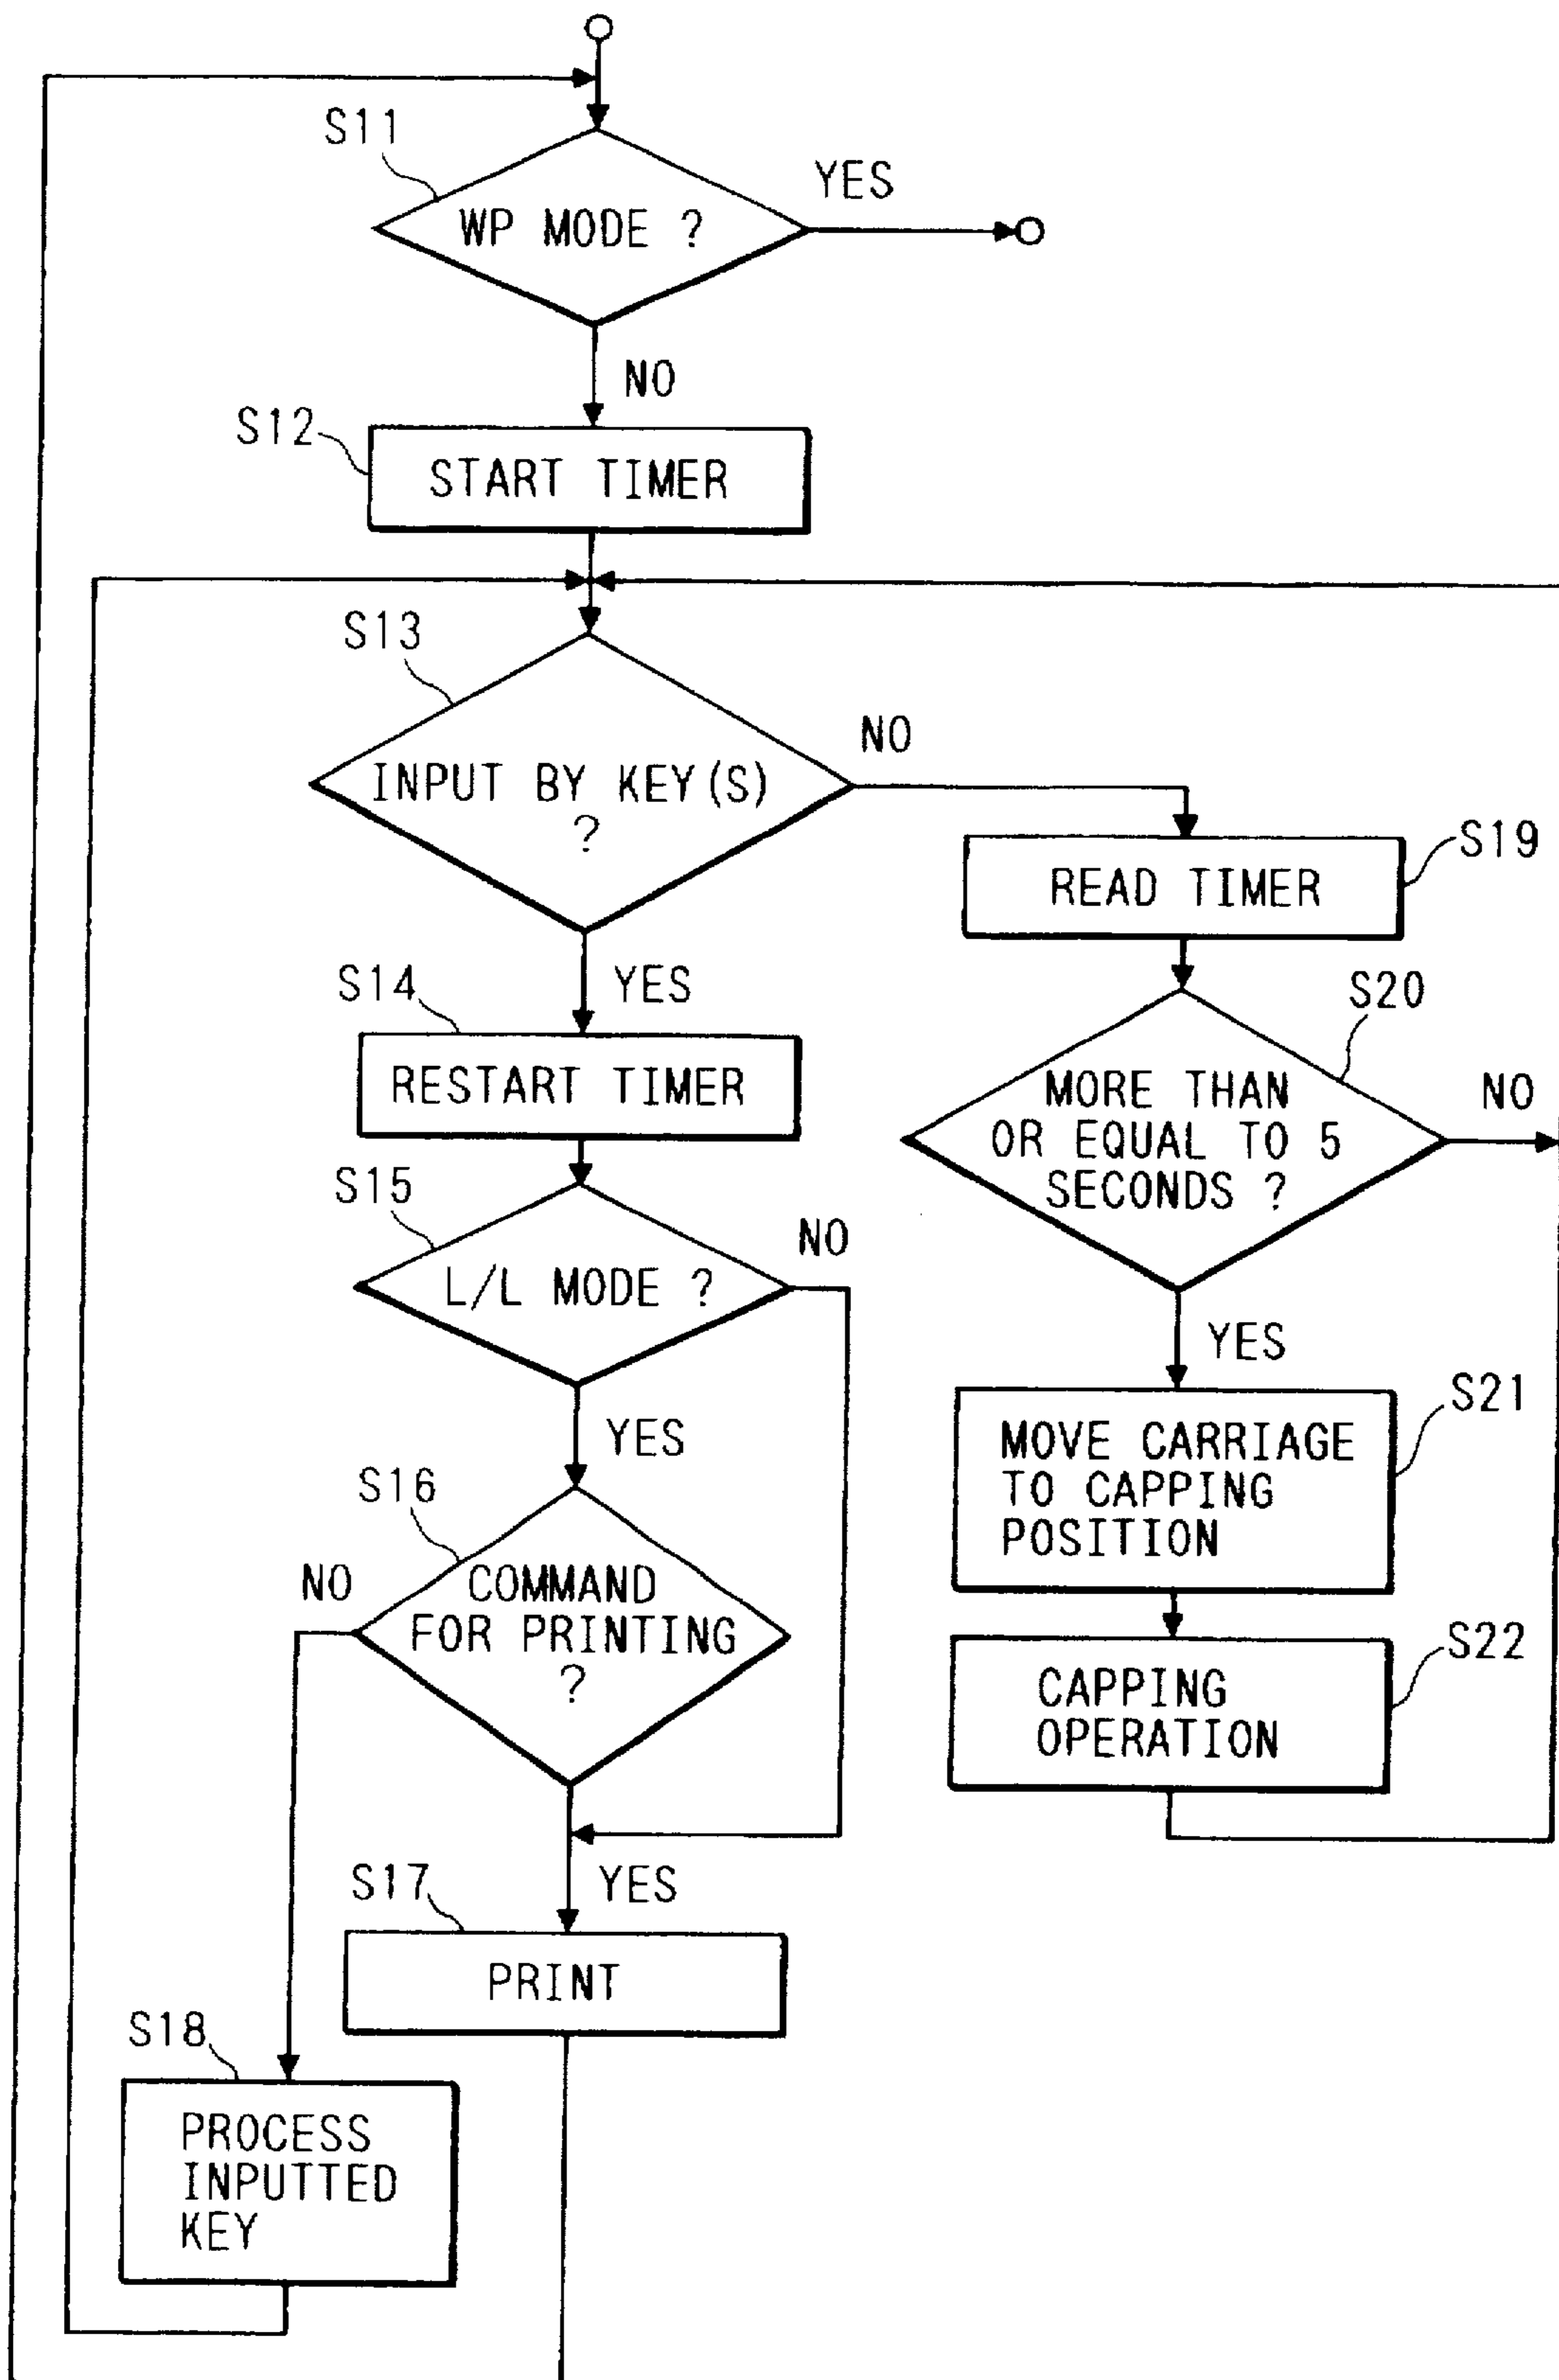 S11
WP MODE ?
YES
NO
S12
START TIMER
S13
INPUT BY KEY(S)
?
NO
YES
S19
READ TIMER
S14
RESTART TIMER
S20
MORE THAN
OR EQUAL TO 5
SECONDS ?
NO
YES
S15
L/L MODE ?
NO
YES
S21
MOVE CARRIAGE
TO CAPPING
POSITION
S16
COMMAND
FOR PRINTING
?
NO
YES
S22
CAPPING
OPERATION
S17
PRINT
S18
PROCESS
INPUTTED
KEY